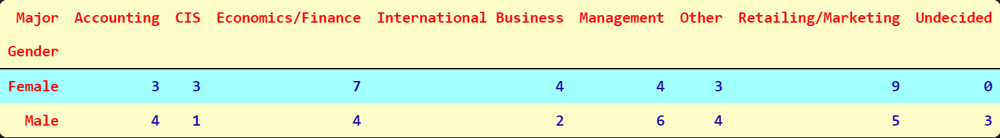 Major Accounting CIS Economics/Finance International Business Management Other Retailing/Marketing Undecided
Gender
Female 3 3 7 4 4 3 9 0
Male 4 1 4 2 6 4 5 3